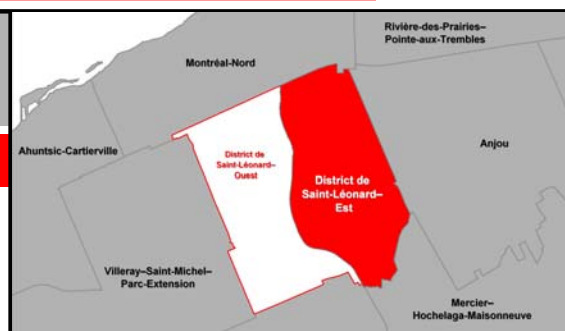 Rivière-des-Prairies–
Pointe-aux-Trembles
Montréal-Nord
Ahuntsic-Cartierville
Anjou
District de
Saint-Léonard–
Ouest
District de
Saint-Léonard–
Est
Villeray–Saint-Michel–
Parc-Extension
Mercier–
Hochelaga-Maisonneuve